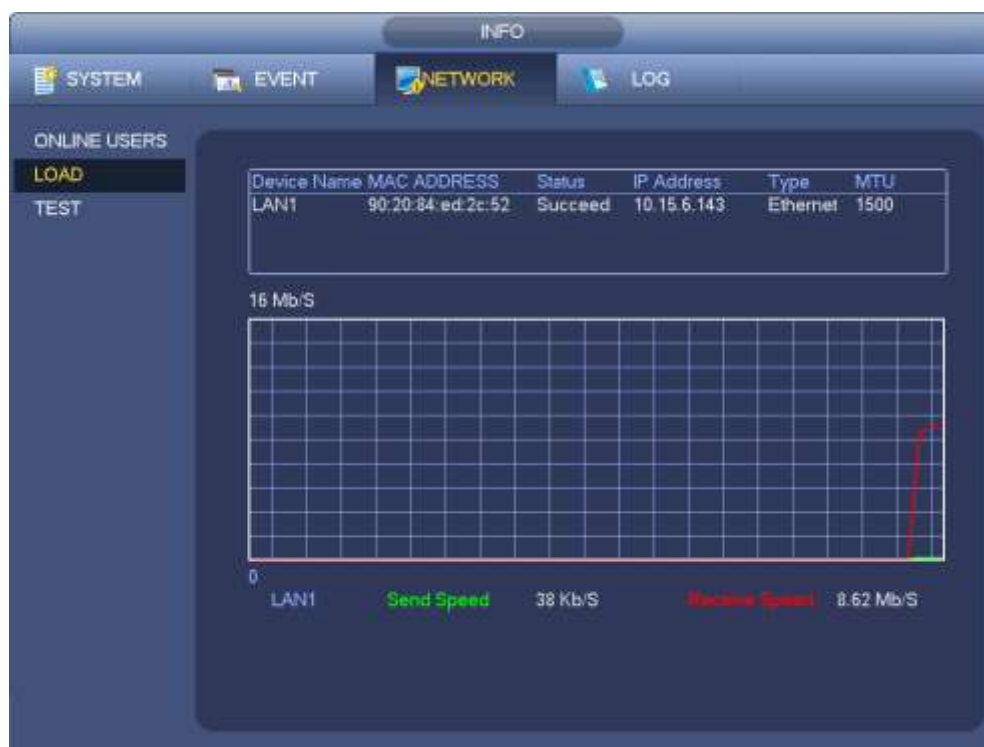 INFO
SYSTEM EVENT NETWORK LOG
ONLINE USERS
LOAD
TEST
Device Name MAC ADDRESS Status IP Address Type MTU
LAN1 90:20:84:ed:2c:52 Succeed 10.15.6.143 Ethernet 1500
16 Mb/S
0
LAN1 Send Speed 38 Kb/S Receive Speed 8.62 Mb/S